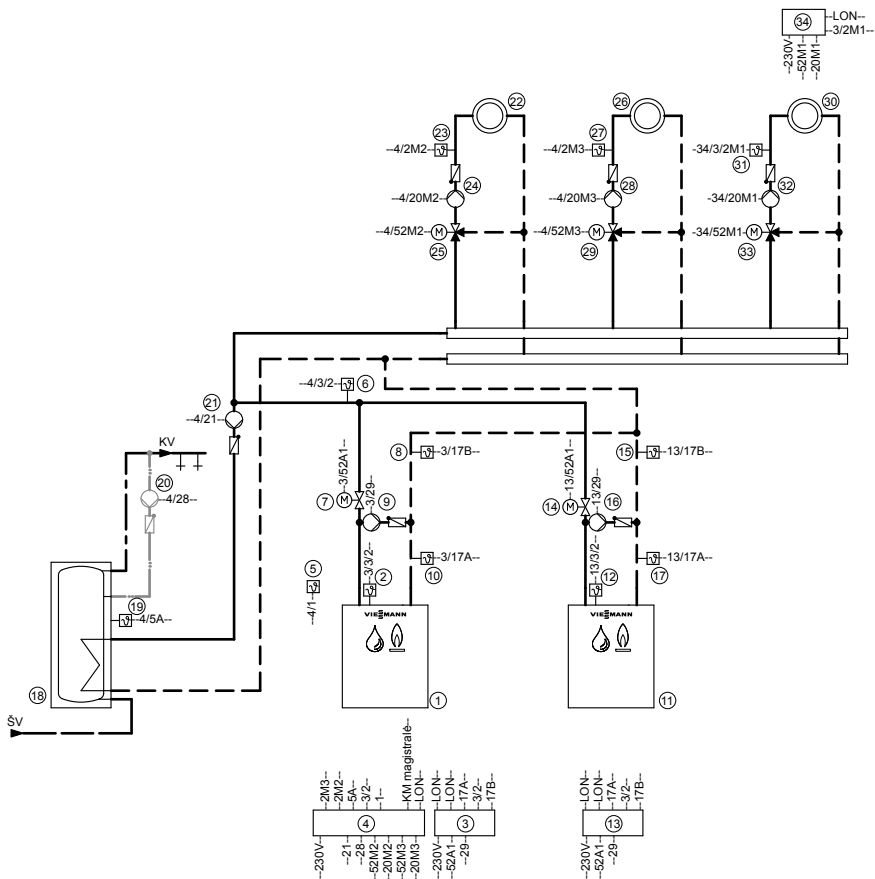 34
--LON--
--3/2M1--
--230V--
--52M1--
--20M1--
22
26
30
23
27
--4/2M2--
--4/2M3--
-34/3/2M1-
31
24
28
32
--4/20M2--
--4/20M3--
-34/20M1-
--4/52M2--
--4/52M3--
-34/52M1-
M
M
M
25
29
33
--4/3/2--
6
21
--4/21--
KV
8
--3/17B--
15
--13/17B--
20
--4/28--
--3/52A1--
7
M
--3/29--
9
--13/52A1--
14
M
--13/29--
16
5
--4/1--
--3/3/2--
2
--3/17A--
10
--13/3/2--
12
--13/17A--
17
19
--4/5A--
VIESMANN
VIESMANN
18
1
11
ŠV
--2M3--
--2M2--
--5A--
--3/2--
--1--
KM magistralė--
--LON--
4
--230V--
--21--
--28--
--52M2--
--20M2--
--52M3--
--20M3--
--LON--
--LON--
--17A--
--3/2--
--17B--
3
--230V--
--52A1--
--29--
--LON--
--LON--
--17A--
--3/2--
--17B--
13
--230V--
--52A1--
--29--